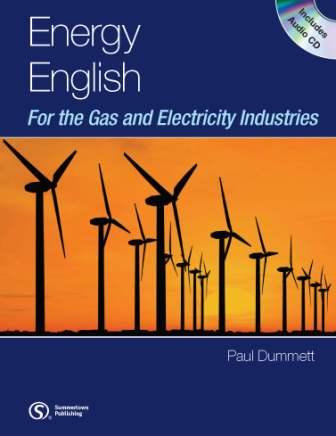 Includes
Audio CD
Energy
English
For the Gas and Electricity Industries
Paul Dummett
S
Summertown
Publishing